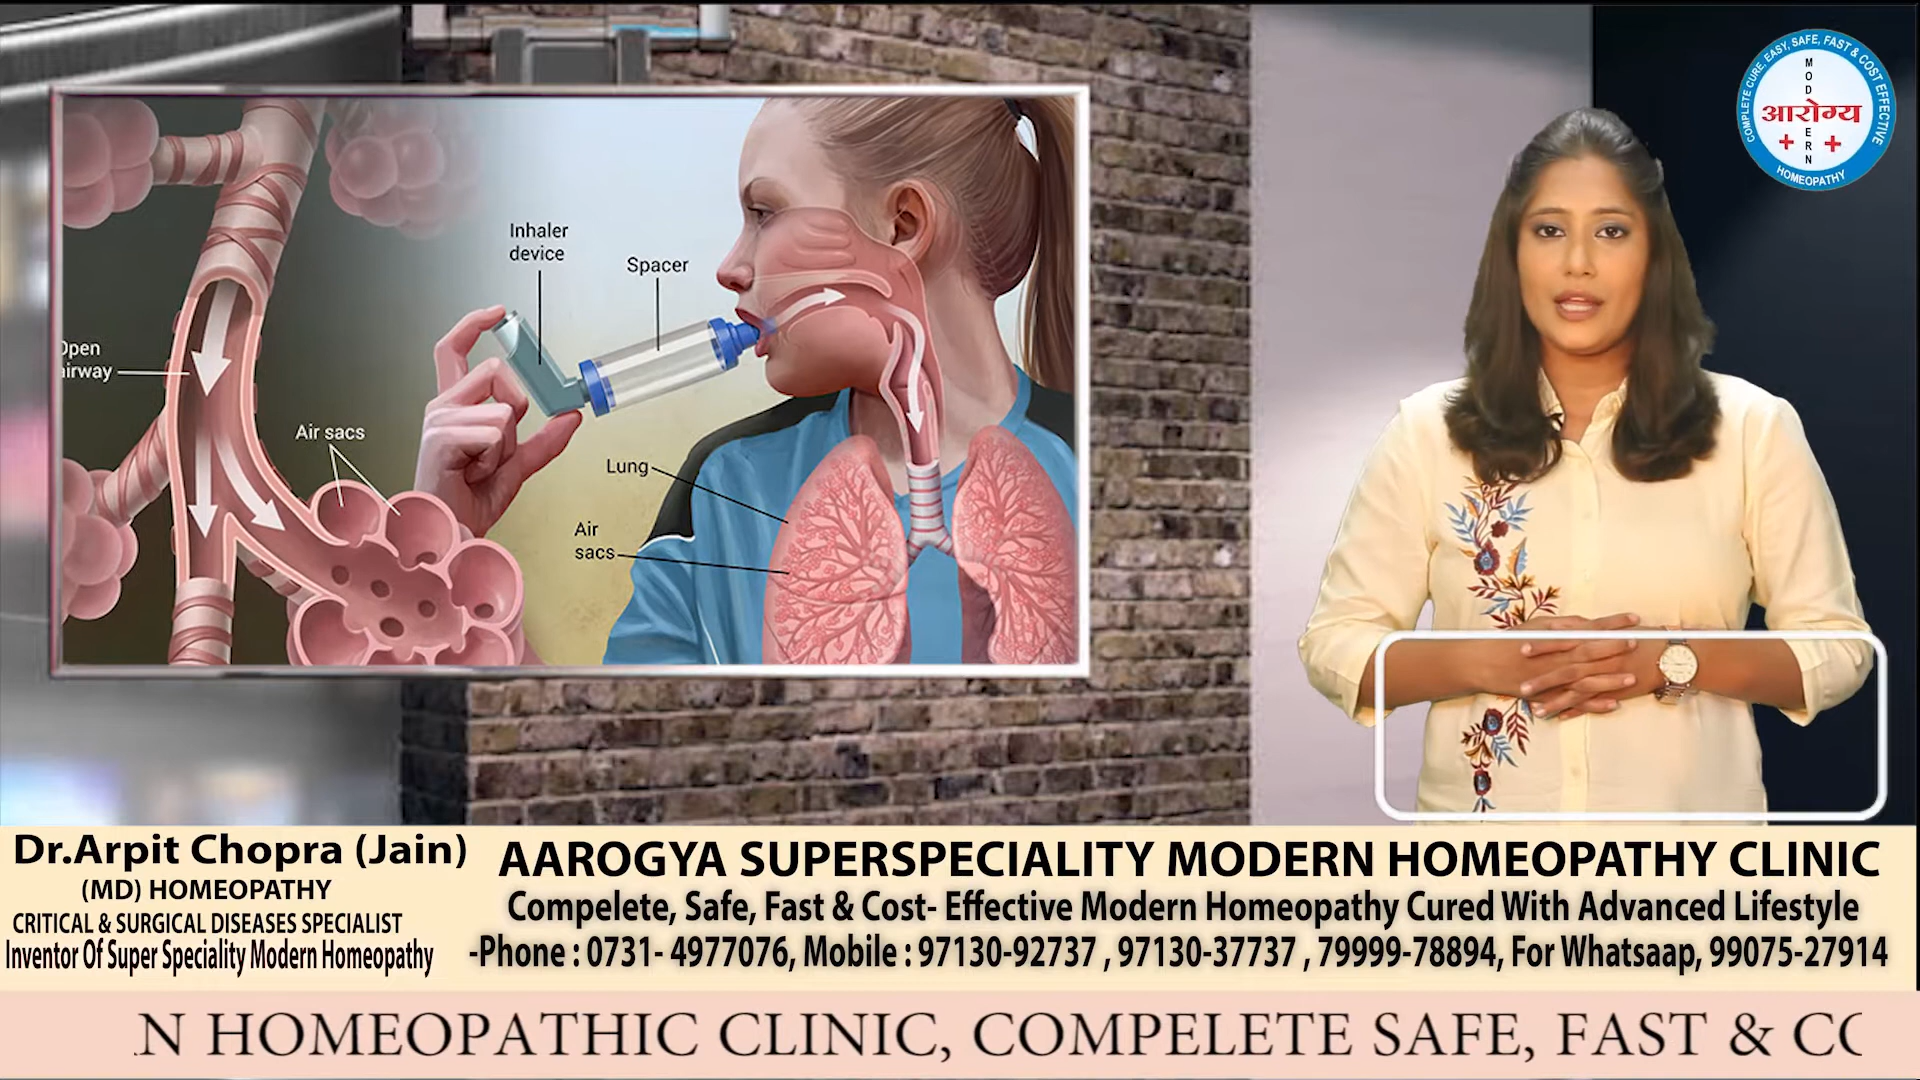 COMPLETE CURE, EASY, SAFE, FAST & COST EFFECTIVE
MODERN
आरोग्य
HOMEOPATHY
Inhaler
device
Spacer
Open
airway
Air sacs
Lung
Air
sacs
Dr.Arpit Chopra (Jain)
(MD) HOMEOPATHY
CRITICAL & SURGICAL DISEASES SPECIALIST
Inventor Of Super Speciality Modern Homeopathy
AAROGYA SUPERSPECIALITY MODERN HOMEOPATHY CLINIC
Compelete, Safe, Fast & Cost- Effective Modern Homeopathy Cured With Advanced Lifestyle
-Phone : 0731- 4977076, Mobile : 97130-92737 , 97130-37737 , 79999-78894, For Whatsaap, 99075-27914
N HOMEOPATHIC CLINIC, COMPELETE SAFE, FAST & CO